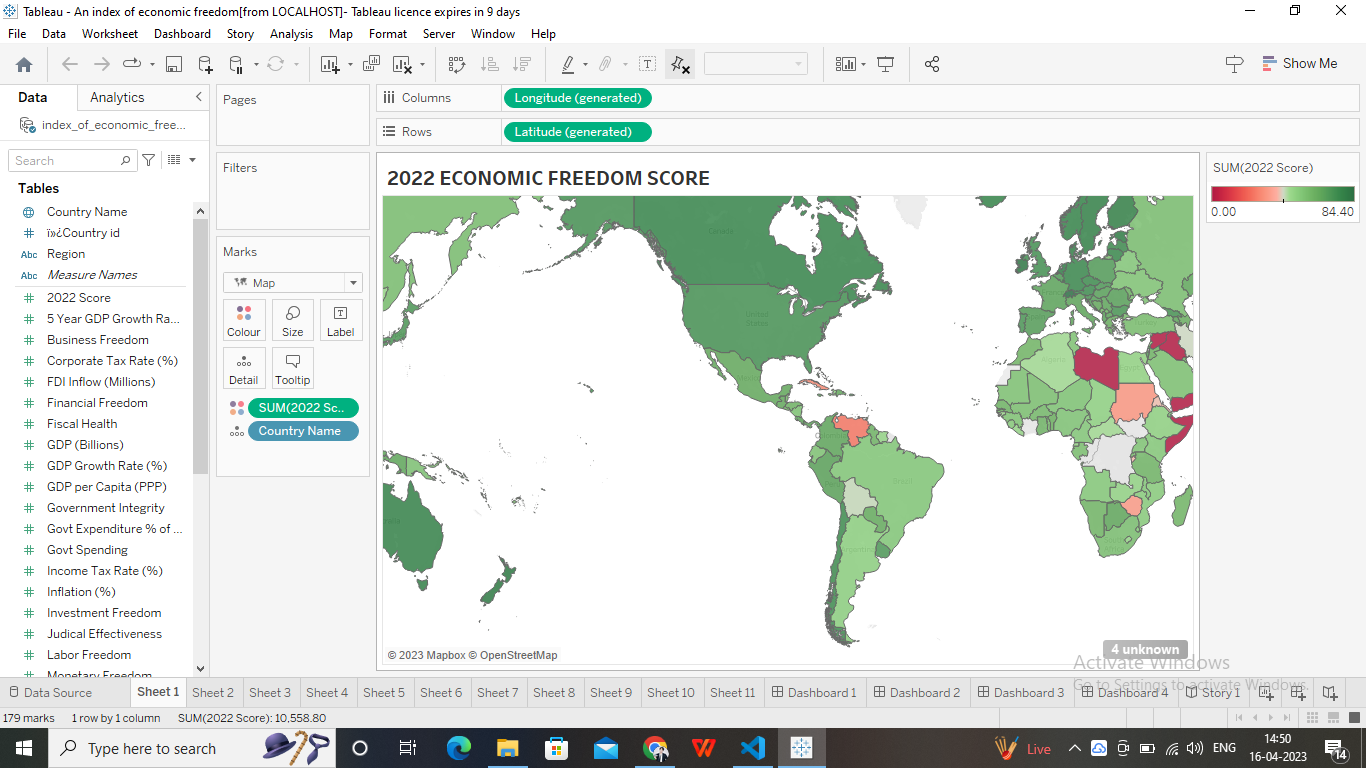 Tableau - An index of economic freedom[from LOCALHOST]- Tableau licence expires in 9 days
File Data Worksheet Dashboard Story Analysis Map Format Server Window Help
Show Me
Data Analytics
index_of_economic_free...
Search
Tables
Country Name
ï»¿Country id
Abc Region
Abc Measure Names
2022 Score
5 Year GDP Growth Ra...
Business Freedom
Corporate Tax Rate (%)
FDI Inflow (Millions)
Financial Freedom
Fiscal Health
GDP (Billions)
GDP Growth Rate (%)
GDP per Capita (PPP)
Government Integrity
Govt Expenditure % of ...
Govt Spending
Income Tax Rate (%)
Inflation (%)
Investment Freedom
Judical Effectiveness
Labor Freedom
Monetary Freedom
Pages
Filters
Marks
Map
Colour Size Label
Detail Tooltip
SUM(2022 Sc..
Country Name
Columns Longitude (generated)
Rows Latitude (generated)
2022 ECONOMIC FREEDOM SCORE
Canada
United
States
Brazil
Algeria
Egypt
© 2023 Mapbox © OpenStreetMap
4 unknown
SUM(2022 Score)
0.00 84.40
Activate Windows
Go to Settings to activate Windows.
Data Source Sheet 1 Sheet 2 Sheet 3 Sheet 4 Sheet 5 Sheet 6 Sheet 7 Sheet 8 Sheet 9 Sheet 10 Sheet 11 Dashboard 1 Dashboard 2 Dashboard 3 Dashboard 4 Story 1
179 marks 1 row by 1 column SUM(2022 Score): 10,558.80
Type here to search
Live
ENG
14:50
16-04-2023
14